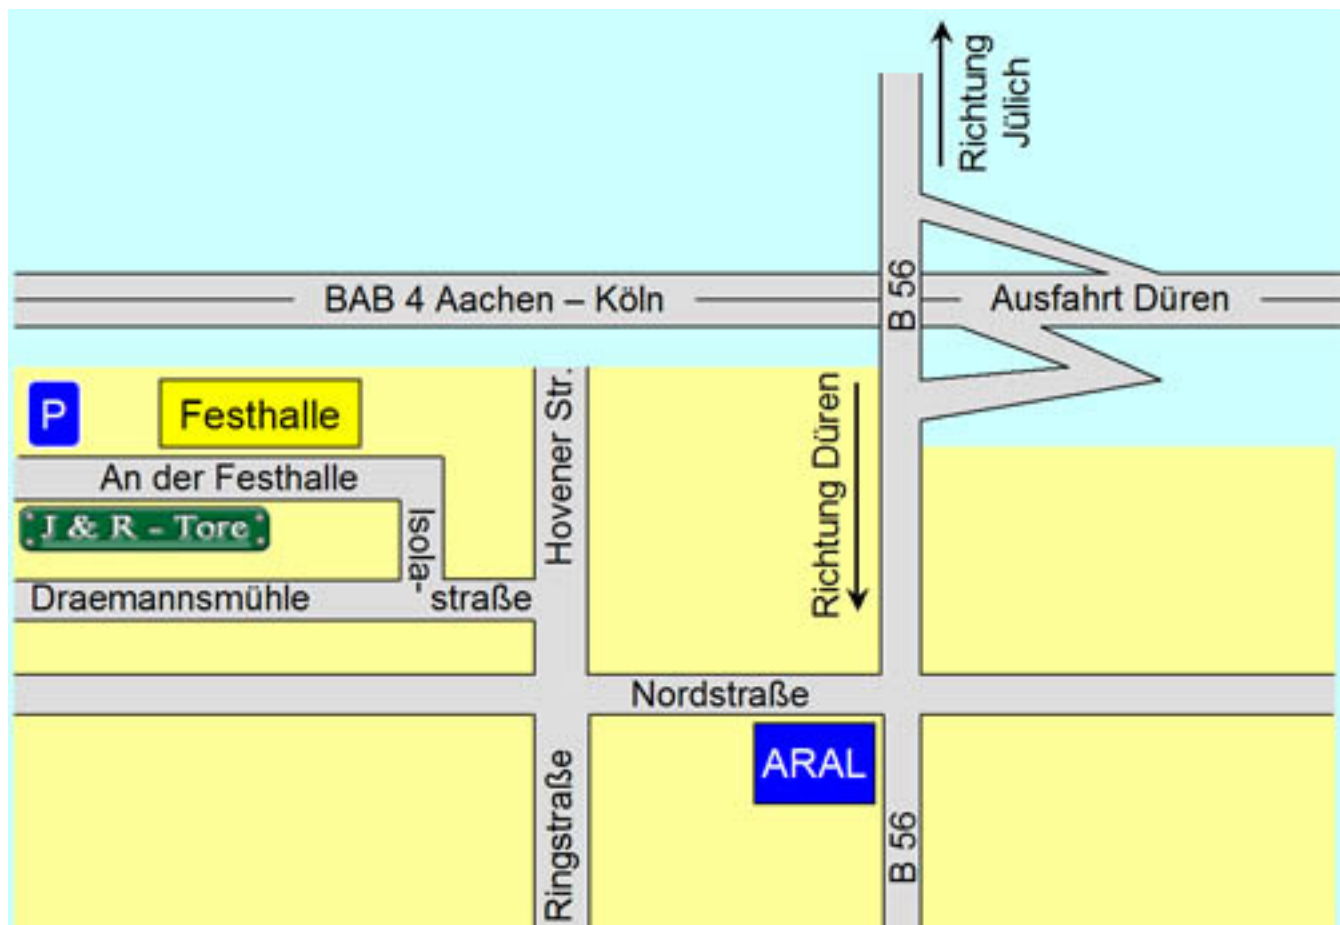 Richtung
Jülich
BAB 4 Aachen – Köln
B 56
Ausfahrt Düren
P
Festhalle
Hovener Str.
Richtung Düren
An der Festhalle
J & R - Tore
Isola-
straße
Draemannsmühle
Nordstraße
ARAL
Ringstraße
B 56